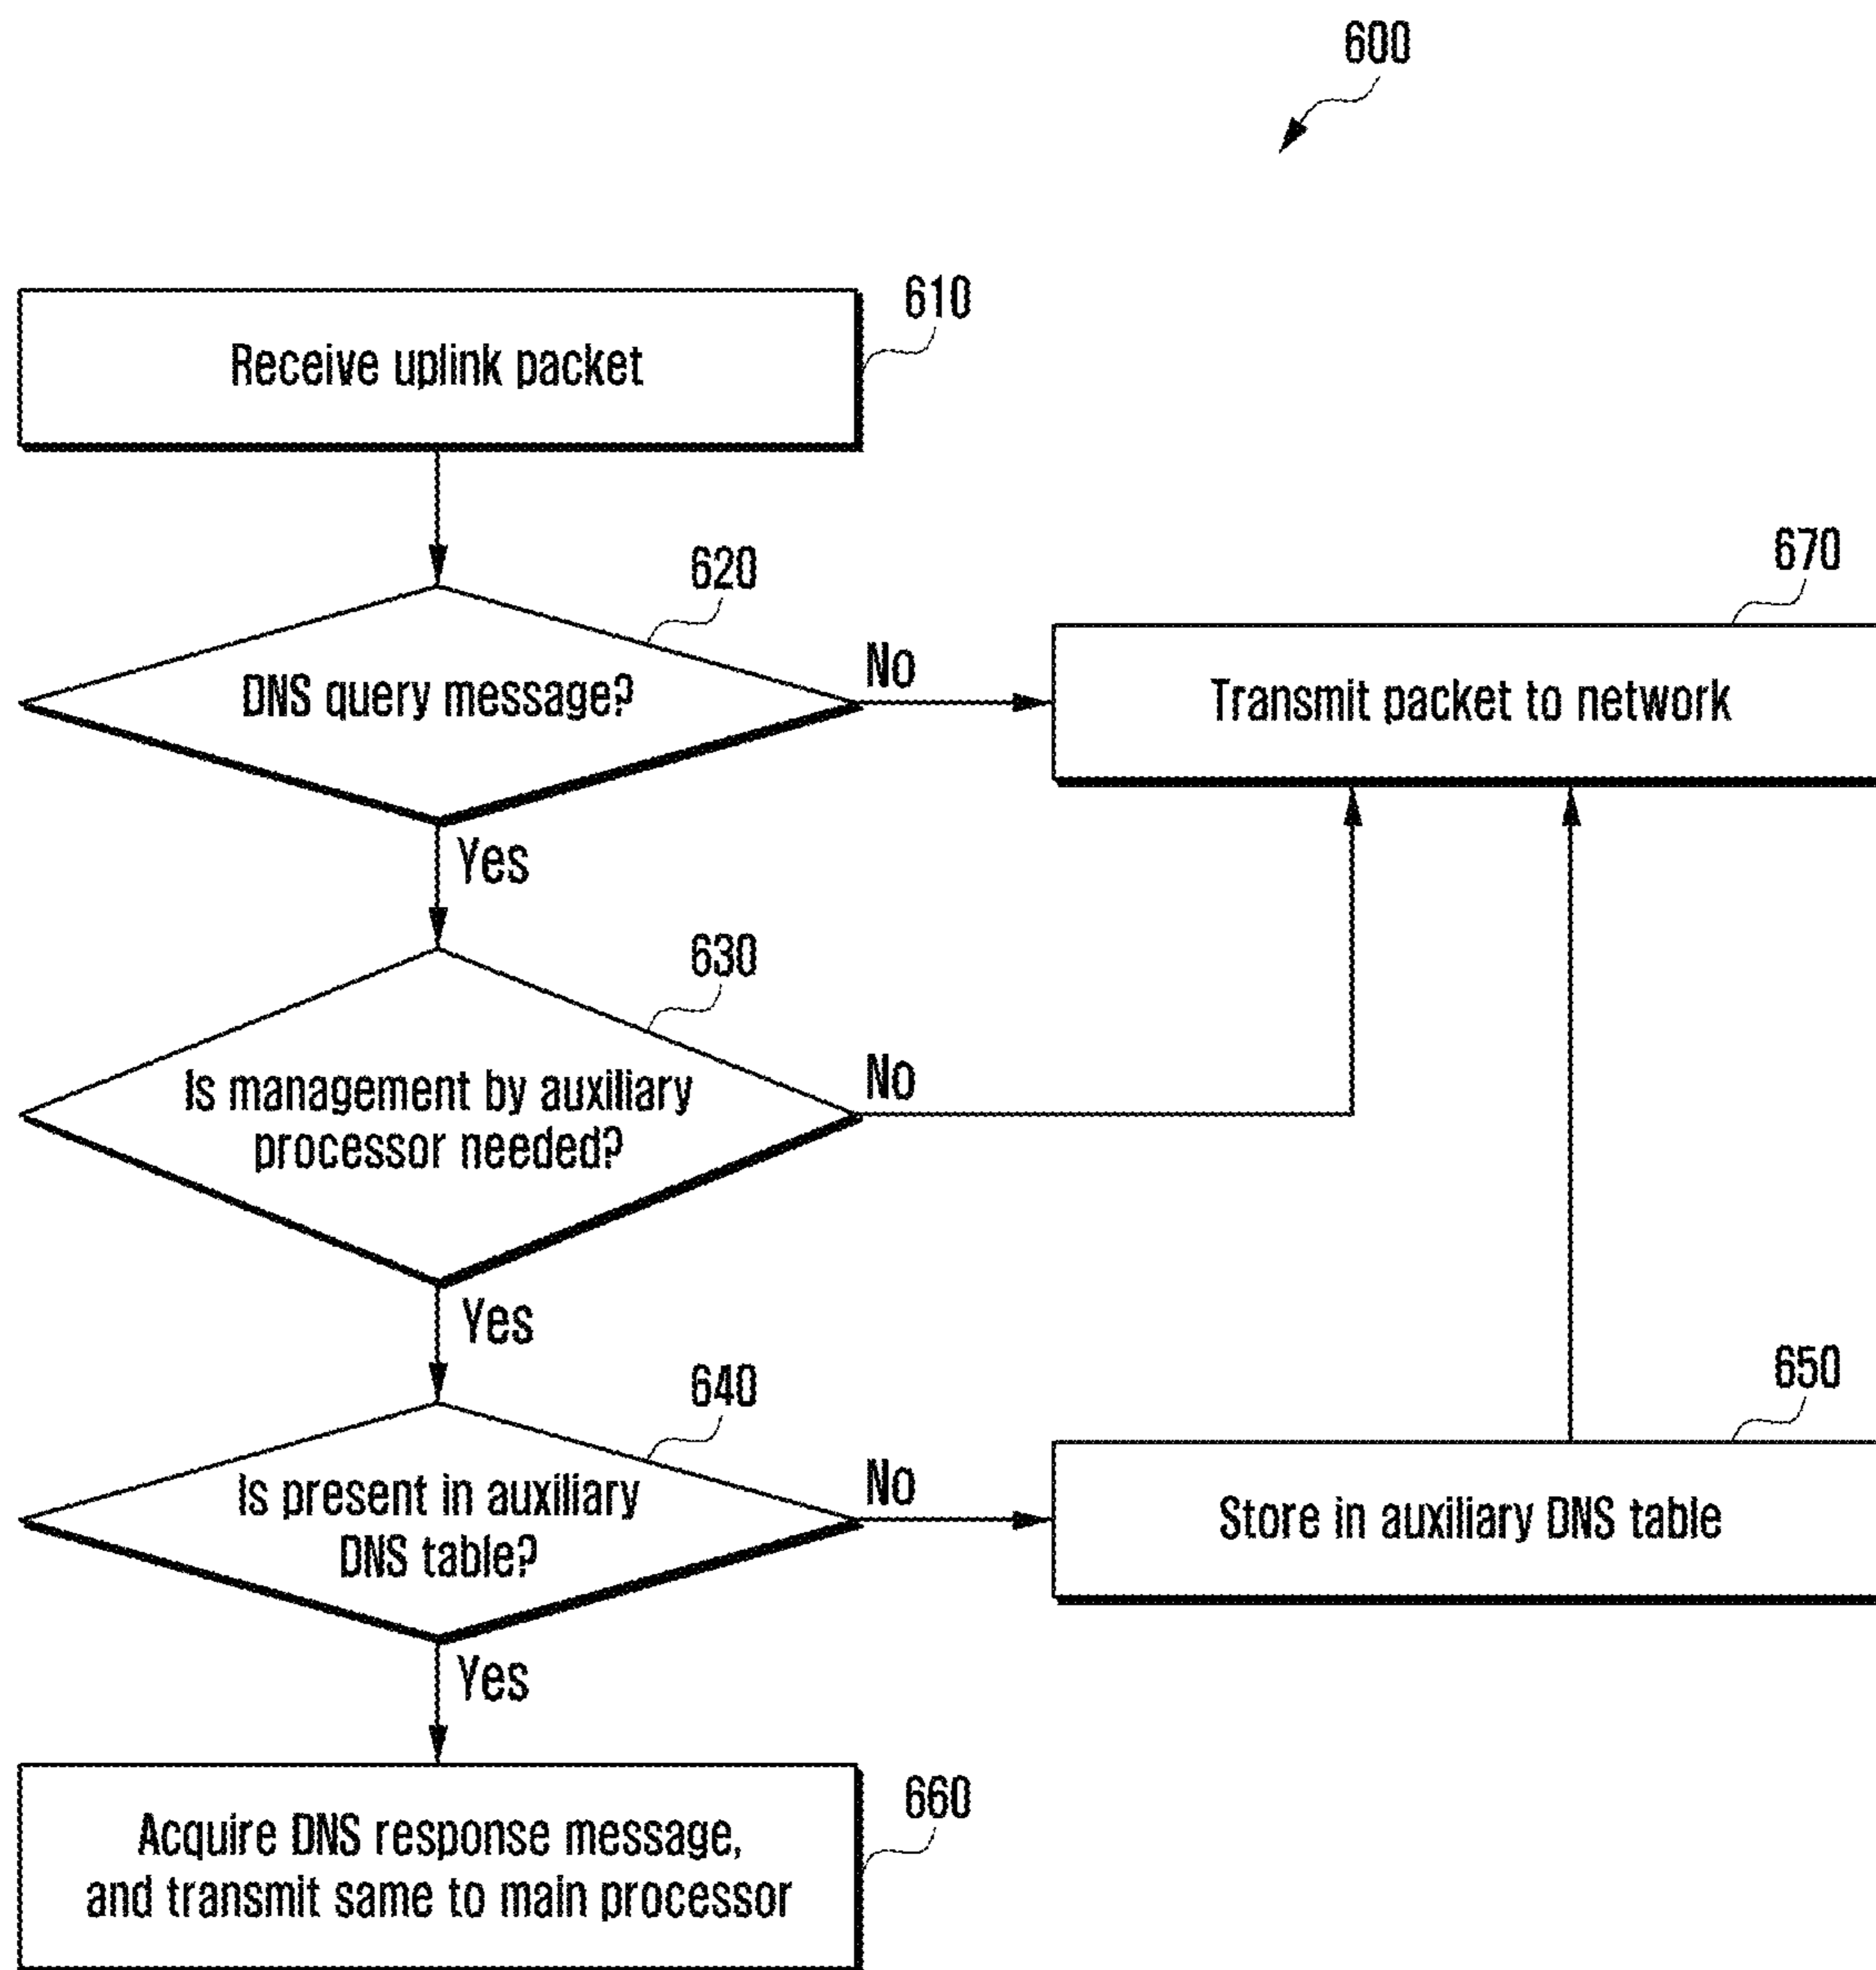 600
610
Receive uplink packet
620
DNS query message?
No
670
Transmit packet to network
Yes
630
Is management by auxiliary
processor needed?
No
Yes
640
Is present in auxiliary
DNS table?
No
650
Store in auxiliary DNS table
Yes
660
Acquire DNS response message,
and transmit same to main processor